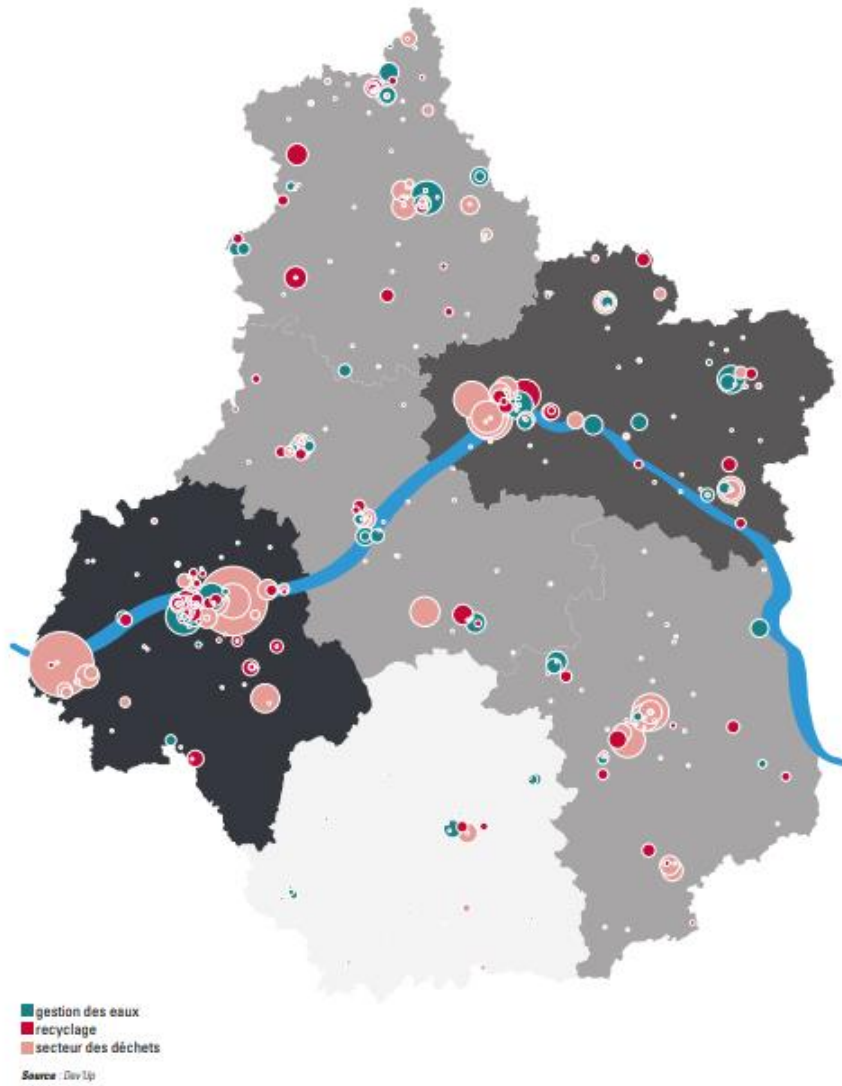 gestion des eaux
recyclage
secteur des déchets
Source : Dev'Up